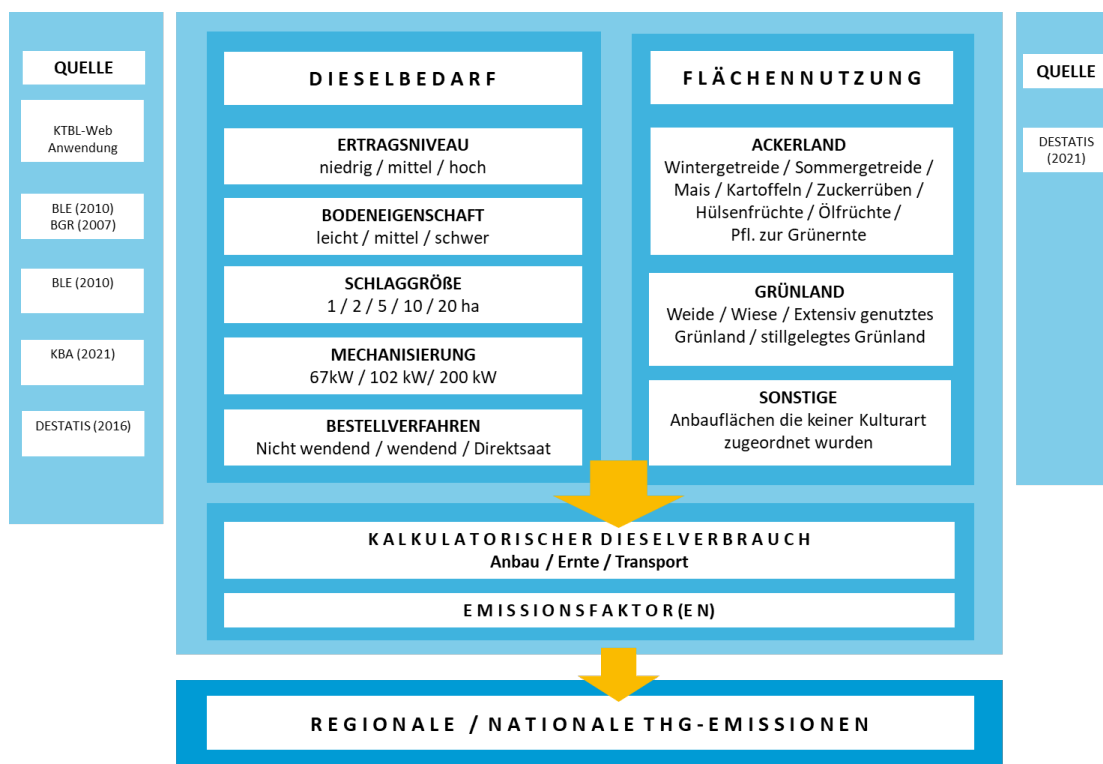 QUELLE
KTBL-Web
Anwendung
BLE (2010)
BGR (2007)
BLE (2010)
KBA (2021)
DESTATIS (2016)
DIESELBEDARF
ERTRAGSNIVEAU
niedrig / mittel / hoch
BODENEIGENSCHAFT
leicht / mittel / schwer
SCHLAGGRÖßE
1 / 2 / 5 / 10 / 20 ha
MECHANISIERUNG
67kW / 102 kW/ 200 kW
BESTELLVERFAHREN
Nicht wendend / wendend / Direktsaat
FLÄCHENNUTZUNG
ACKERLAND
Wintergetreide / Sommergetreide /
Mais / Kartoffeln / Zuckerrüben /
Hülsenfrüchte / Ölfrüchte /
Pfl. zur Grünernte
GRÜNLAND
Weide / Wiese / Extensiv genutztes
Grünland / stillgelegtes Grünland
SONSTIGE
Anbauflächen die keiner Kulturart
zugeordnet wurden
QUELLE
DESTATIS
(2021)
KALKULATORISCHER DIESELVERBRAUCH
Anbau / Ernte / Transport
EMISSIONSFAKTOR(EN)
REGIONALE / NATIONALE THG-EMISSIONEN